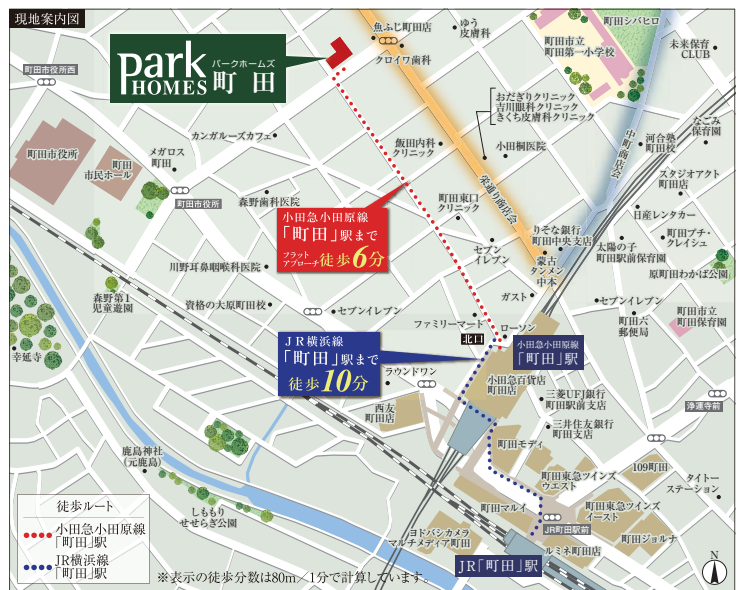 現地案内図
町田市役所西
park
HOMES
パークホームズ
町田
魚ふじ町田店
ゆう
皮膚科
クロイワ歯科
町田シバヒロ
町田市立
町田第一小学校
未来保育
CLUB
おだぎりクリニック
吉川眼科クリニック
きくち皮膚科クリニック
飯田内科
クリニック
小田桐医院
中町商店会
河合塾
町田校
なごみ
保育園
スタジオアクト
町田店
町田市役所
町田
市民ホール
メガロス
町田
カンガルーズカフェ
町田市役所
森野歯科医院
町田東口
クリニック
栄通り商店会
日産レンタカー
町田プチ・
クレイシュ
太陽の子
町田駅前保育園
原町田わかば公園
小田急小田原線
「町田」駅まで
フラット
アプローチ
徒歩6分
セブン
イレブン
りそな銀行
町田中央支店
蒙古
タンメン
中本
川野耳鼻咽喉科医院
ガスト
森野第1
児童遊園
資格の大原町田校
セブンイレブン
ファミリーマート
ローソン
セブンイレブン
町田六
郵便局
町田市立
町田保育園
幸延寺
JR横浜線
「町田」駅まで
徒歩10分
北口
小田急小田原線
「町田」駅
ラウンドワン
小田急百貨店
町田店
西友
町田店
三菱UFJ銀行
町田駅前支店
浄運寺前
三井住友銀行
町田支店
町田モディ
鹿島神社
(元鹿島)
町田東急ツインズ
ウエスト
109町田
タイトー
ステーション
しももり
せせらぎ公園
町田マルイ
町田東急ツインズ
イースト
JR町田駅前
ヨドバシカメラ
マルチメディア町田
ルミネ町田店
町田ジョルナ
JR「町田」駅
徒歩ルート
小田急小田原線
「町田」駅
JR横浜線
「町田」駅
※表示の徒歩分数は80m/1分で計算しています。
N